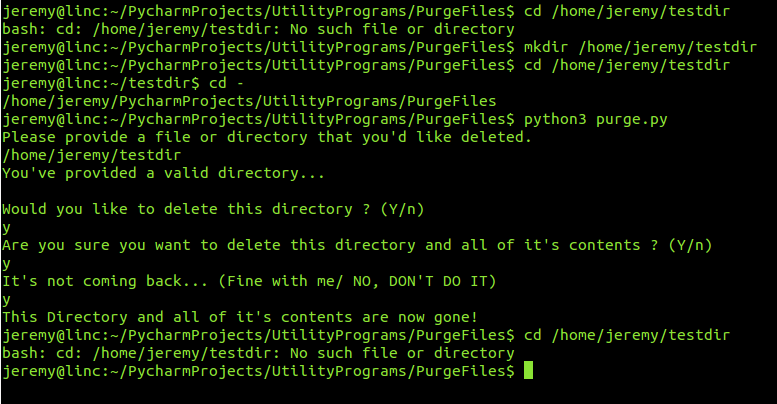 jeremy@linc:~/PycharmProjects/UtilityPrograms/PurgeFiles$ cd /home/jeremy/testdir
bash: cd: /home/jeremy/testdir: No such file or directory
jeremy@linc:~/PycharmProjects/UtilityPrograms/PurgeFiles$ mkdir /home/jeremy/testdir
jeremy@linc:~/PycharmProjects/UtilityPrograms/PurgeFiles$ cd /home/jeremy/testdir
jeremy@linc:~/testdir$ cd -
/home/jeremy/PycharmProjects/UtilityPrograms/PurgeFiles
jeremy@linc:~/PycharmProjects/UtilityPrograms/PurgeFiles$ python3 purge.py
Please provide a file or directory that you'd like deleted.
/home/jeremy/testdir
You've provided a valid directory...
Would you like to delete this directory ? (Y/n)
y
Are you sure you want to delete this directory and all of it's contents ? (Y/n)
y
It's not coming back... (Fine with me/ NO, DON'T DO IT)
y
This Directory and all of it's contents are now gone!
jeremy@linc:~/PycharmProjects/UtilityPrograms/PurgeFiles$ cd /home/jeremy/testdir
bash: cd: /home/jeremy/testdir: No such file or directory
jeremy@linc:~/PycharmProjects/UtilityPrograms/PurgeFiles$